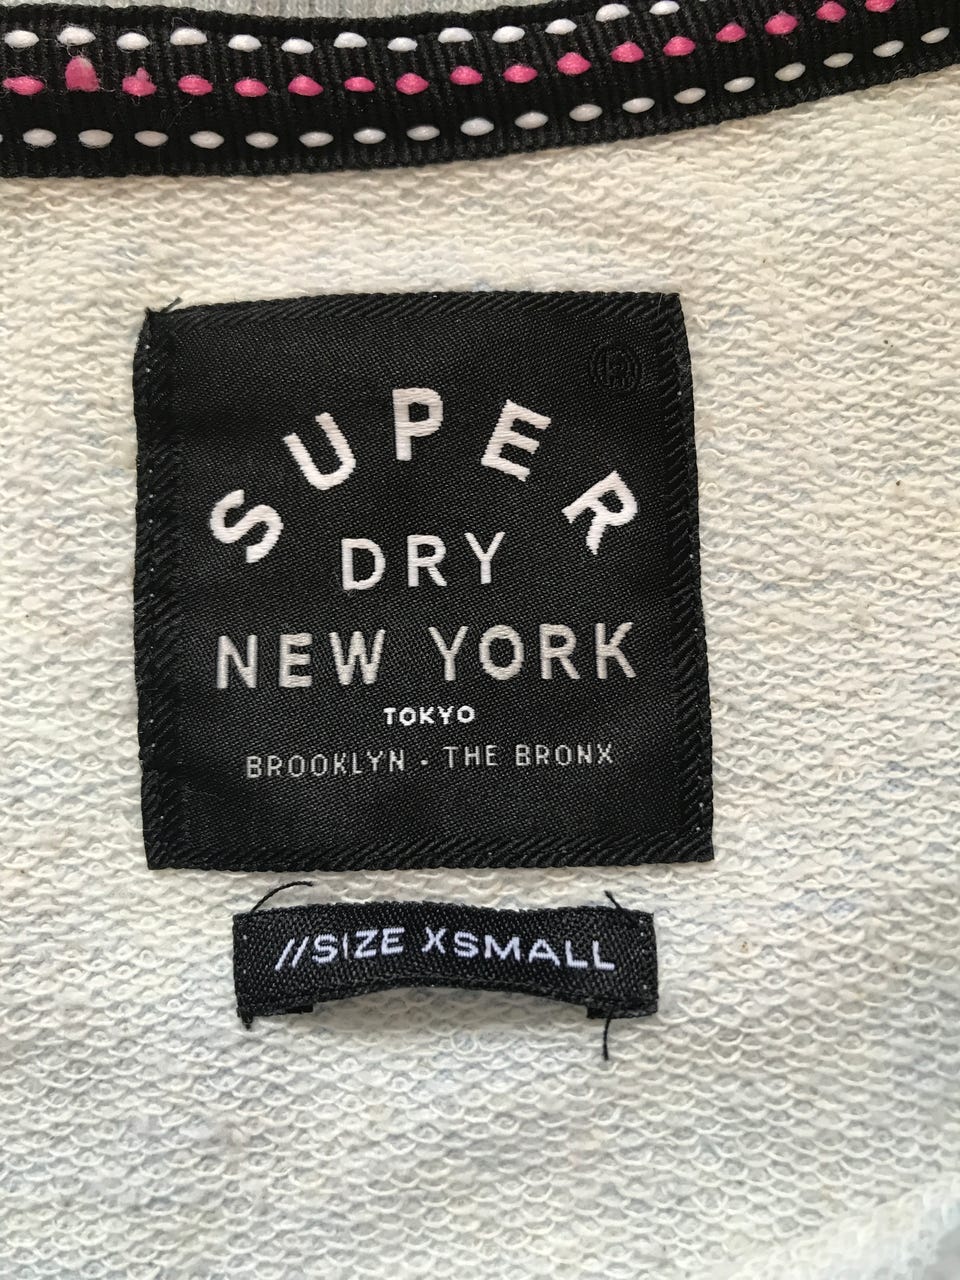 ®
SUPER
DRY
NEW YORK
TOKYO
BROOKLYN - THE BRONX
//SIZE XSMALL